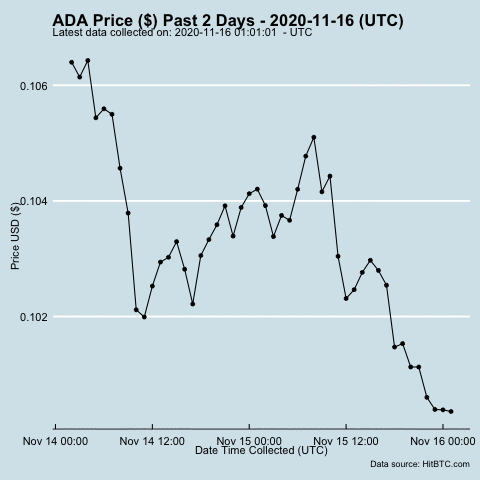 ADA Price ($) Past 2 Days - 2020-11-16 (UTC)
Latest data collected on: 2020-11-16 01:01:01 - UTC
0.106
0.104
0.102
Price USD ($)
Nov 14 00:00 Nov 14 12:00 Nov 15 00:00 Nov 15 12:00 Nov 16 00:00
Date Time Collected (UTC)
Data source: HitBTC.com